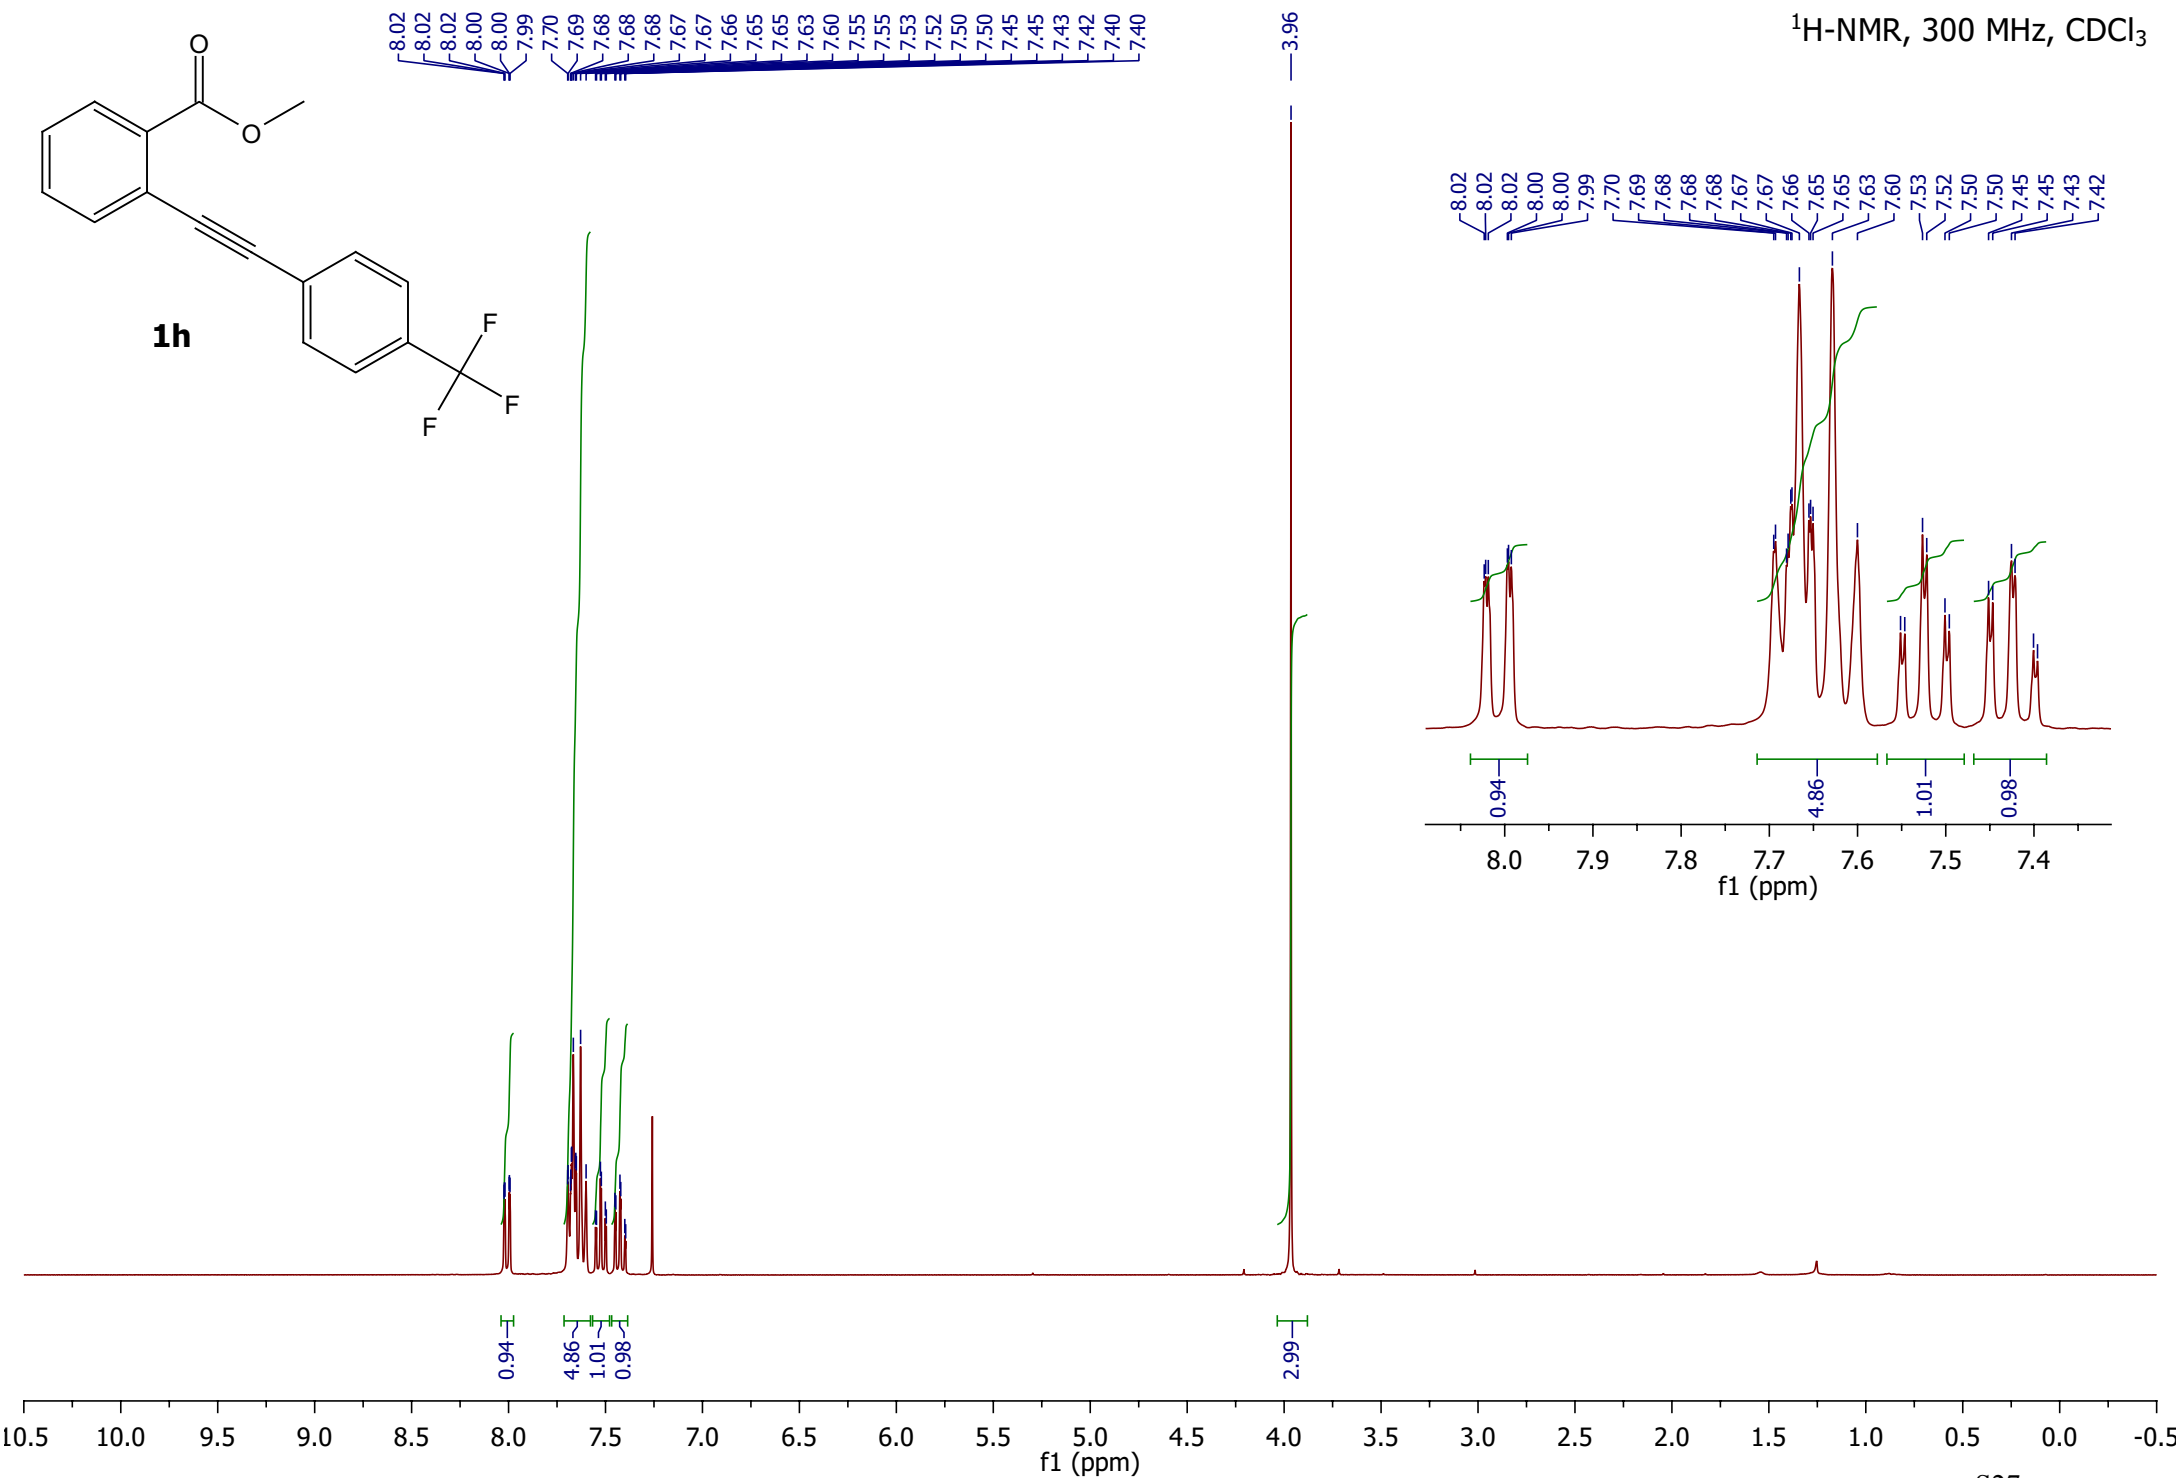 ¹H-NMR, 300 MHz, CDCl₃
8.02 8.02 8.02 8.00 8.00 7.99 7.70 7.69 7.68 7.68 7.68 7.67 7.67 7.66 7.65 7.65 7.63 7.60 7.55 7.55 7.53 7.52 7.50 7.50 7.45 7.45 7.43 7.42 7.40 7.40
3.96
O
O
F
F
F
1h
8.02 8.02 8.02 8.00 8.00 7.99 7.70 7.69 7.68 7.68 7.68 7.67 7.67 7.66 7.65 7.65 7.63 7.60 7.53 7.52 7.50 7.50 7.45 7.45 7.43 7.42
0.94 4.86 1.01 0.98
8.0 7.9 7.8 7.7 7.6 7.5 7.4
f1 (ppm)
0.94 4.86 1.01 0.98 2.99
10.5 10.0 9.5 9.0 8.5 8.0 7.5 7.0 6.5 6.0 5.5 5.0 4.5 4.0 3.5 3.0 2.5 2.0 1.5 1.0 0.5 0.0 -0.5
f1 (ppm)